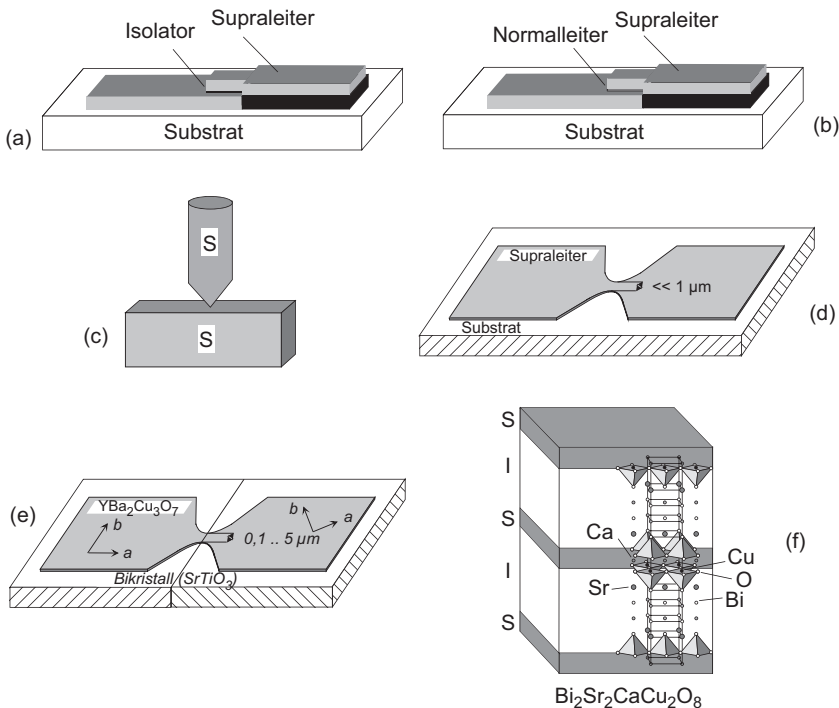 Isolator
Supraleiter
Substrat
(a)
Normalleiter
Supraleiter
Substrat
(b)
S
S
(c)
Supraleiter
<< 1 µm
Substrat
(d)
(e)
YBa₂Cu₃O₇
b
a
b
a
0,1 .. 5 µm
Bikristall (SrTiO₃)
S
I
S
I
S
Ca
Sr
Cu
O
Bi
(f)
Bi₂Sr₂CaCu₂O₈